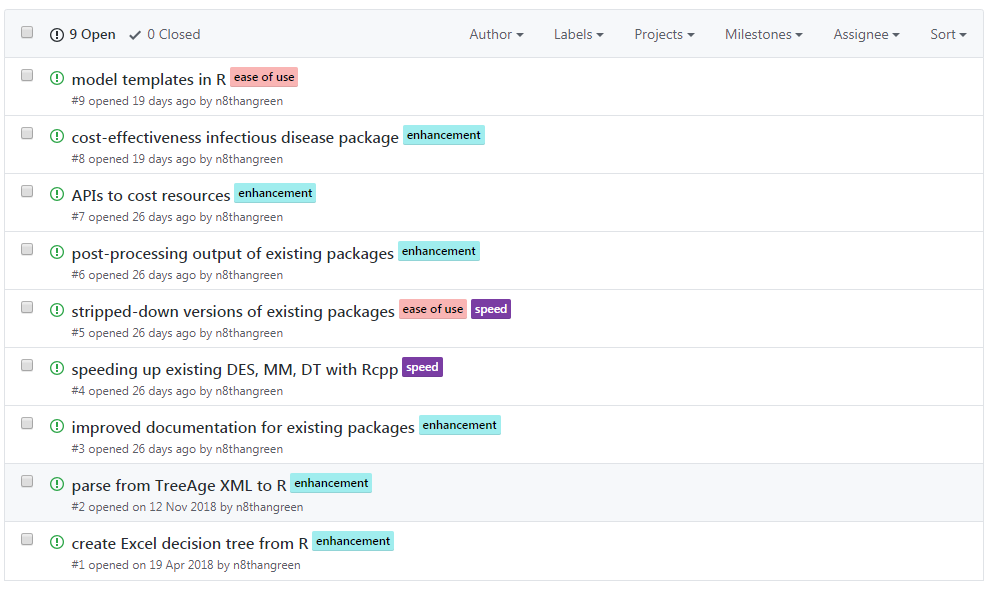 9 Open 0 Closed Author Labels Projects Milestones Assignee Sort
model templates in R ease of use
#9 opened 19 days ago by n8thangreen
cost-effectiveness infectious disease package enhancement
#8 opened 19 days ago by n8thangreen
APIs to cost resources enhancement
#7 opened 26 days ago by n8thangreen
post-processing output of existing packages enhancement
#6 opened 26 days ago by n8thangreen
stripped-down versions of existing packages ease of use speed
#5 opened 26 days ago by n8thangreen
speeding up existing DES, MM, DT with Rcpp speed
#4 opened 26 days ago by n8thangreen
improved documentation for existing packages enhancement
#3 opened 26 days ago by n8thangreen
parse from TreeAge XML to R enhancement
#2 opened on 12 Nov 2018 by n8thangreen
create Excel decision tree from R enhancement
#1 opened on 19 Apr 2018 by n8thangreen